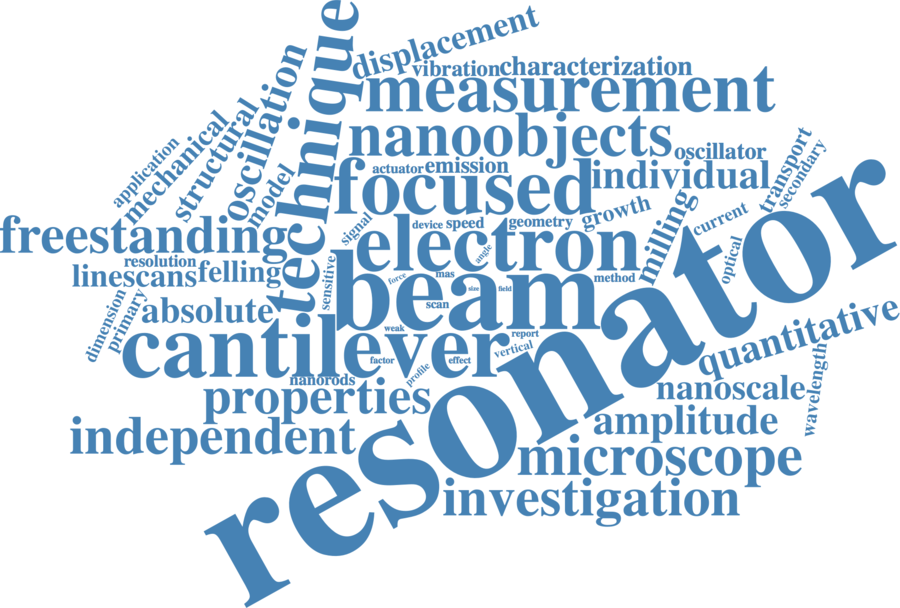 displacement
vibration
characterization
technique
measurement
oscillation
structural
mechanical
application
model
nanoobjects
oscillator
transport
secondary
actuator
emission
focused
individual
growth
milling
current
optical
signal
device
speed
geometry
electron
angle
freestanding
resolution
linescans
felling
sensitive
force
mas
method
beam
size
field
scan
absolute
dimension
primary
cantilever
weak
report
vertical
factor
effect
profile
nanorods
properties
resonator
quantitative
wavelength
nanoscale
amplitude
independent
microscope
investigation